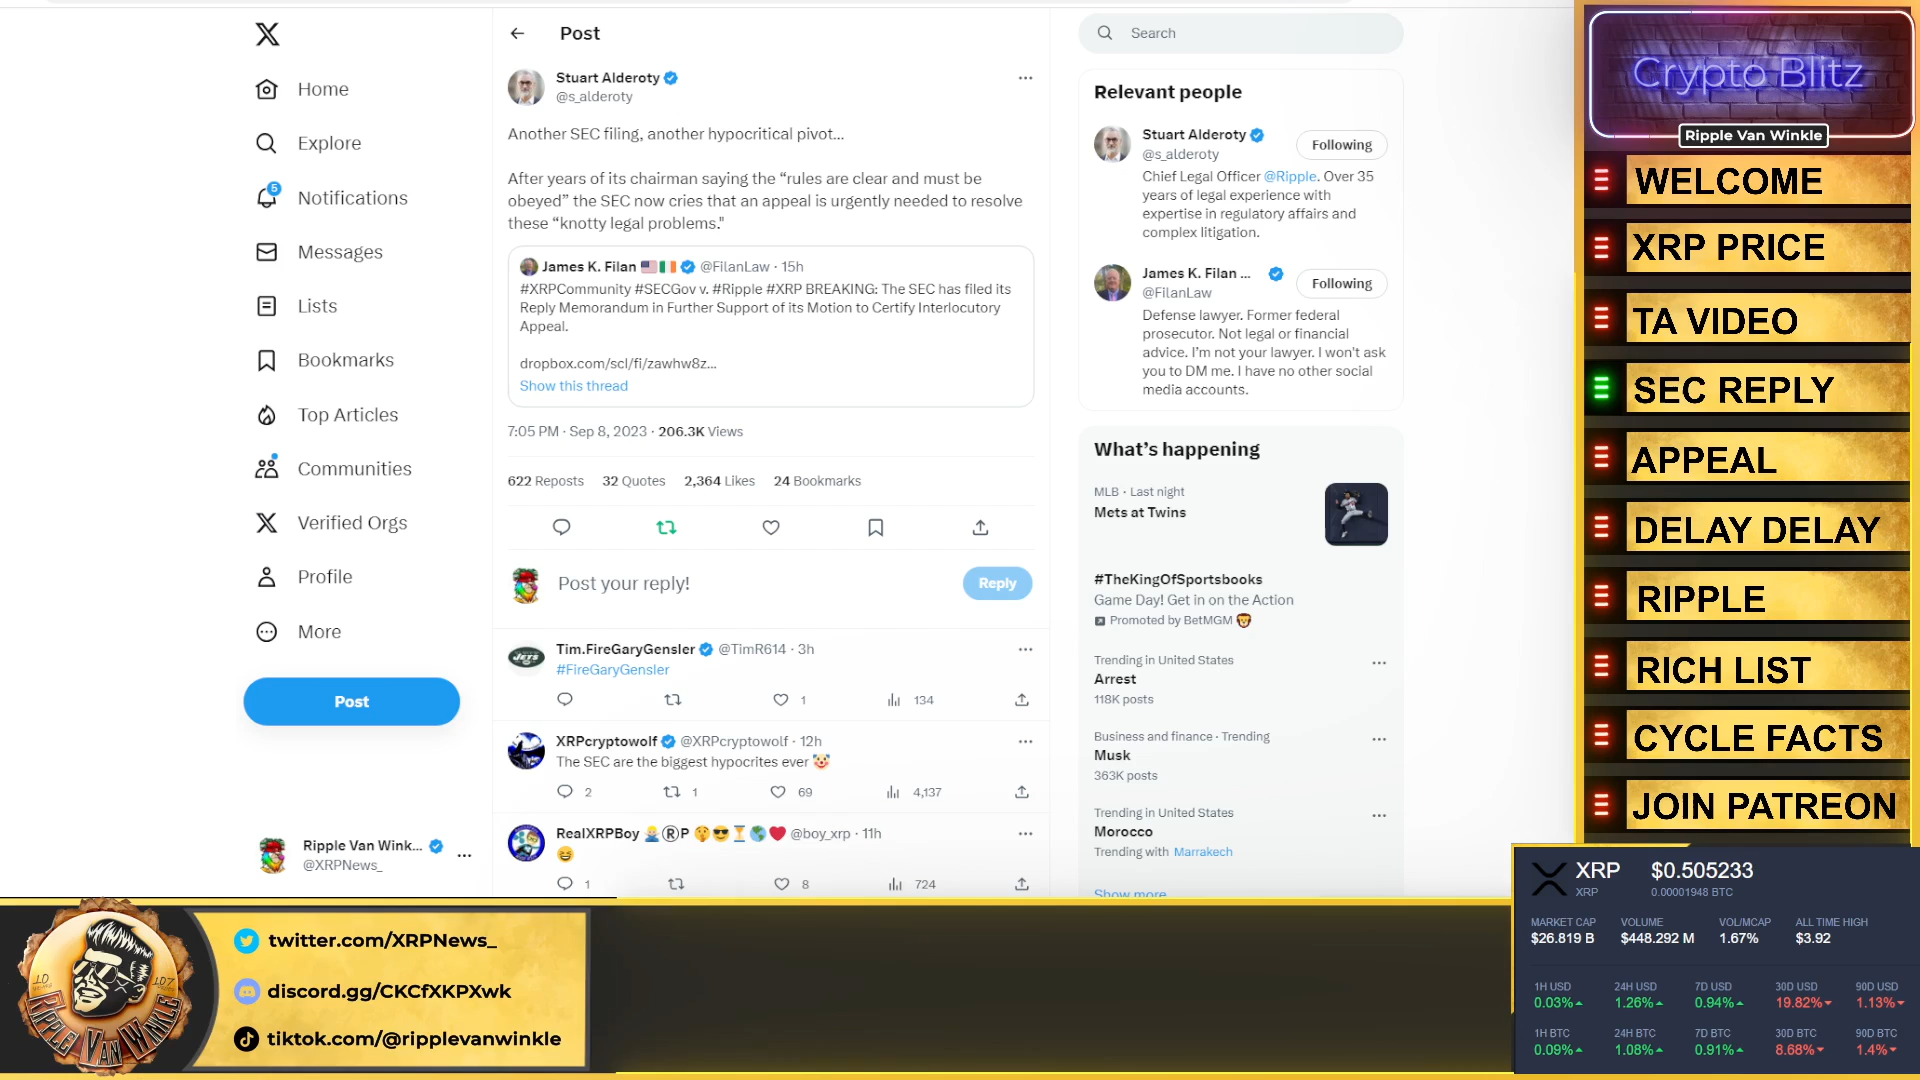 Home
Explore
5
Notifications
Messages
Lists
Bookmarks
Top Articles
Communities
Verified Orgs
Profile
More
Post
Ripple Van Wink...
@XRPNews_
Post
Stuart Alderoty
@s_alderoty
Another SEC filing, another hypocritical pivot...
After years of its chairman saying the “rules are clear and must be
obeyed” the SEC now cries that an appeal is urgently needed to resolve
these “knotty legal problems."
James K. Filan @FilanLaw · 15h
#XRPCommunity #SECGov v. #Ripple #XRP BREAKING: The SEC has filed its
Reply Memorandum in Further Support of its Motion to Certify Interlocutory
Appeal.
dropbox.com/scl/fi/zawhw8z...
Show this thread
7:05 PM · Sep 8, 2023 · 206.3K Views
622 Reposts 32 Quotes 2,364 Likes 24 Bookmarks
Post your reply!
Reply
Tim.FireGaryGensler @TimR614 · 3h
#FireGaryGensler
1 134
XRPcryptowolf @XRPcryptowolf · 12h
The SEC are the biggest hypocrites ever
2 1 69 4,137
RealXRPBoy ®P @boy_xrp · 11h
1 8 724
JETS
Search
Relevant people
Stuart Alderoty
@s_alderoty
Following
Chief Legal Officer @Ripple. Over 35
years of legal experience with
expertise in regulatory affairs and
complex litigation.
James K. Filan ...
@FilanLaw
Following
Defense lawyer. Former federal
prosecutor. Not legal or financial
advice. I'm not your lawyer. I won't ask
you to DM me. I have no other social
media accounts.
What’s happening
MLB · Last night
Mets at Twins
#TheKingOfSportsbooks
Game Day! Get in on the Action
Promoted by BetMGM
Trending in United States
Arrest
118K posts
Business and finance · Trending
Musk
363K posts
Trending in United States
Morocco
Trending with Marrakech
Show more
Crypto Blitz
Ripple Van Winkle
WELCOME
XRP PRICE
TA VIDEO
SEC REPLY
APPEAL
DELAY DELAY
RIPPLE
RICH LIST
CYCLE FACTS
JOIN PATREON
XRP $0.505233
XRP 0.00001948 BTC
MARKET CAP VOLUME VOL/MCAP ALL TIME HIGH
$26.819 B $448.292 M 1.67% $3.92
1H USD 24H USD 7D USD 30D USD 90D USD
0.03% 1.26% 0.94% 19.82% 1.13%
1H BTC 24H BTC 7D BTC 30D BTC 90D BTC
0.09% 1.08% 0.91% 8.68% 1.4%
RIPPLE VAN WINKLE
twitter.com/XRPNews_
discord.gg/CKCfXKPXwk
tiktok.com/@ripplevanwinkle